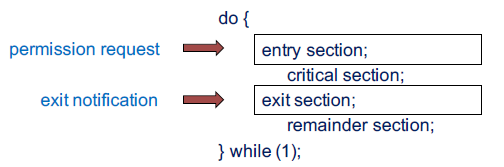 do {
permission request entry section;
critical section;
exit notification exit section;
remainder section;
} while (1);